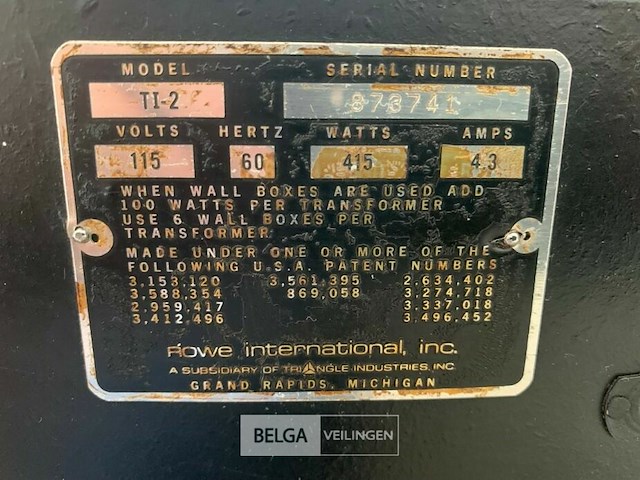 MODEL SERIAL NUMBER
TI-2 873741
VOLTS HERTZ WATTS AMPS
115 60 415 4.3
WHEN WALL BOXES ARE USED ADD
100 WATTS PER TRANSFORMER
USE 6 WALL BOXES PER
TRANSFORMER
MADE UNDER ONE OR MORE OF THE
FOLLOWING U.S.A. PATENT NUMBERS
3,153,120 3,561,395 2,634,402
3,588,354 869,058 3,274,718
2,959,417 3,337,018
3,412,496 3,496,452
Rowe international, inc.
A SUBSIDIARY OF TRIANGLE INDUSTRIES, INC.
GRAND RAPIDS, MICHIGAN
BELGA VEILINGEN